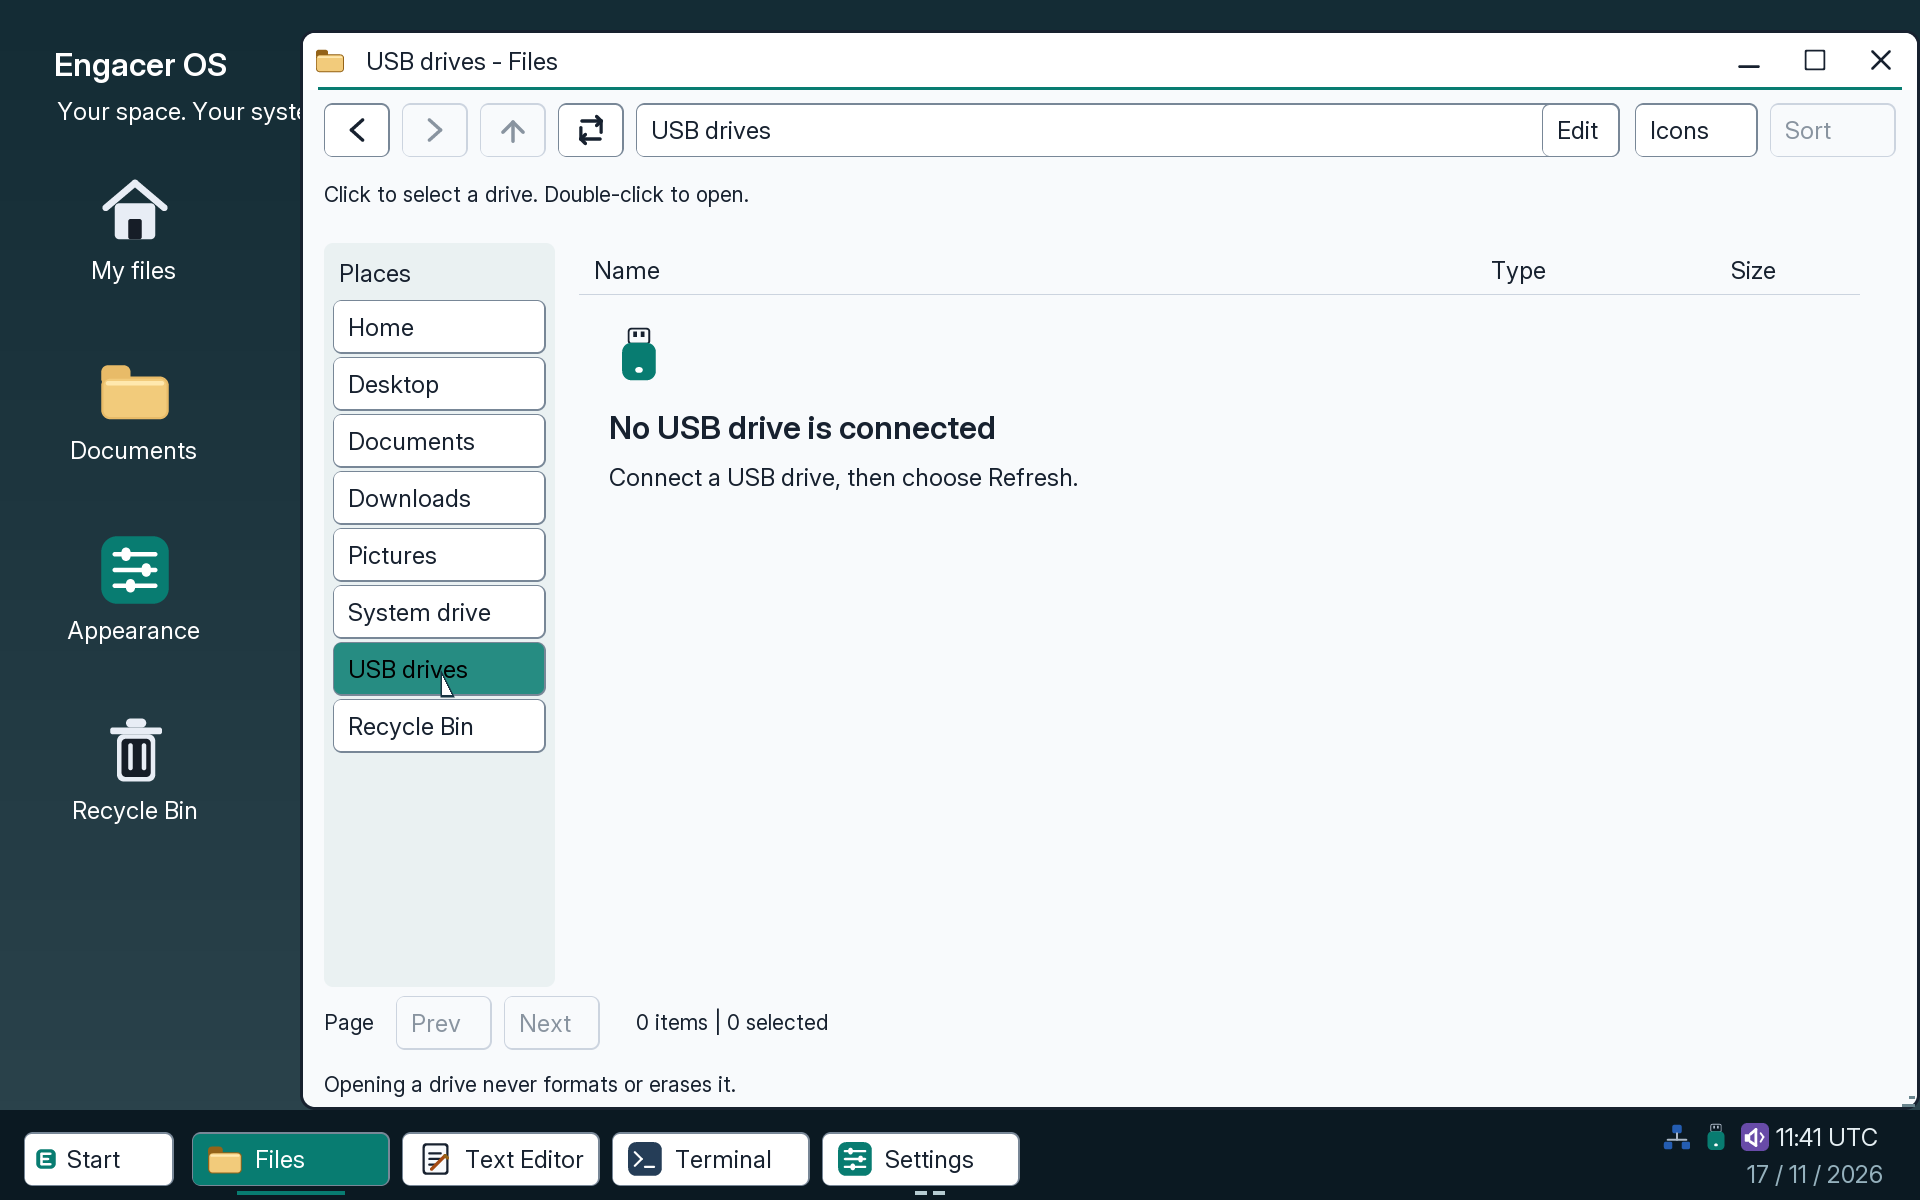 Engacer OS
Your space. Your syste
My files
Documents
Appearance
Recycle Bin
USB drives - Files
USB drives
Edit
Icons
Sort
Click to select a drive. Double-click to open.
Places
Home
Desktop
Documents
Downloads
Pictures
System drive
USB drives
Recycle Bin
Name Type Size
No USB drive is connected
Connect a USB drive, then choose Refresh.
Page Prev Next 0 items | 0 selected
Opening a drive never formats or erases it.
E Start
Files
Text Editor
Terminal
Settings
11:41 UTC
17 / 11 / 2026